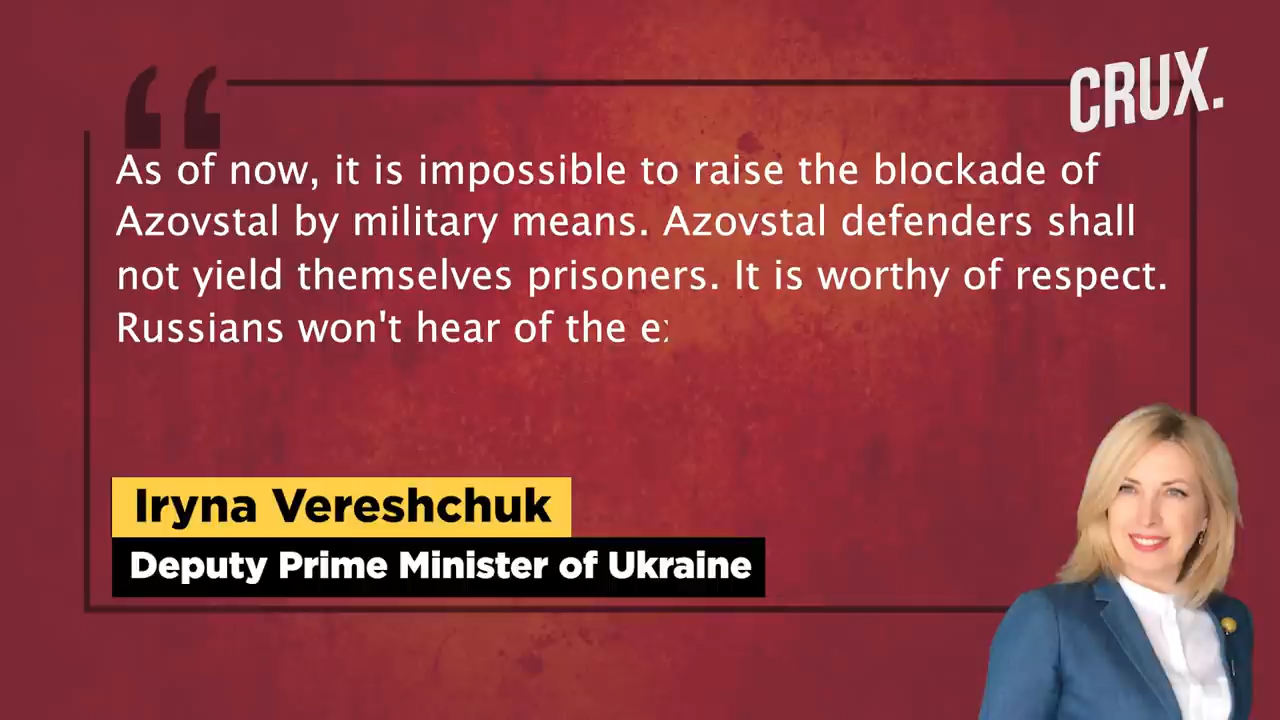 CRUX.
“
As of now, it is impossible to raise the blockade of
Azovstal by military means. Azovstal defenders shall
not yield themselves prisoners. It is worthy of respect.
Russians won't hear of the e
Iryna Vereshchuk
Deputy Prime Minister of Ukraine